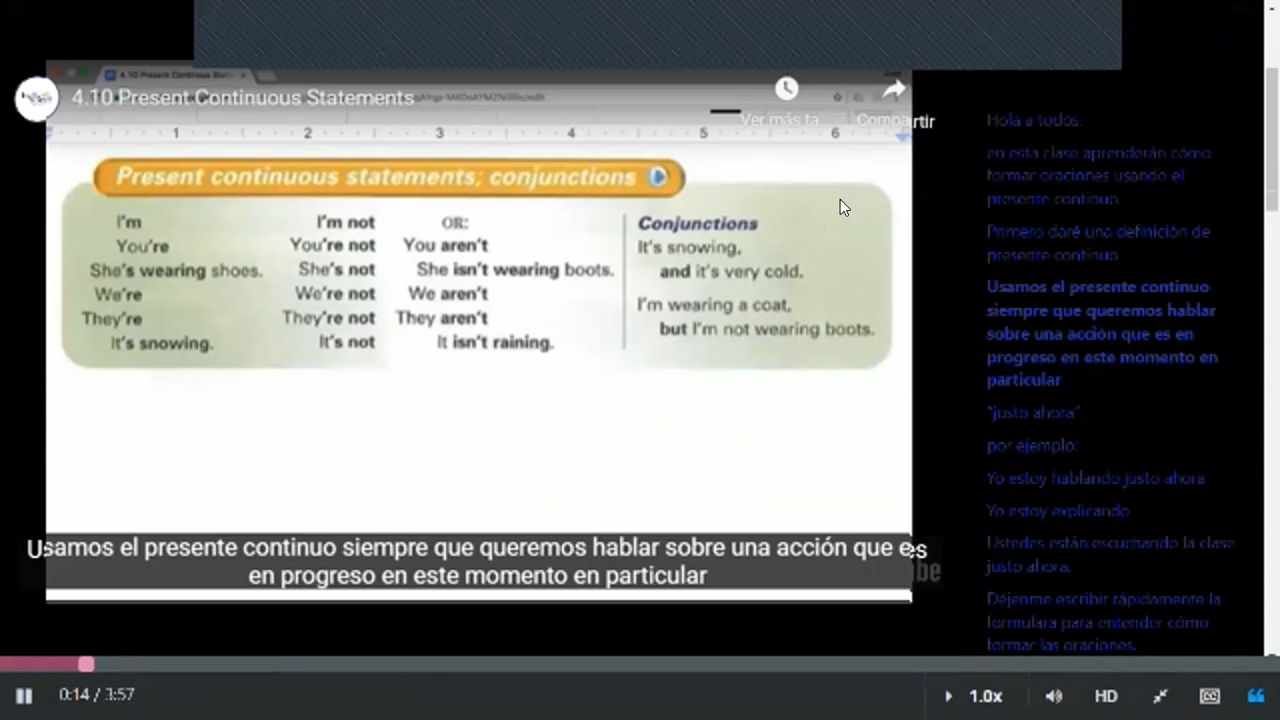 4.10 Present Continuous Statements
Ver más ta...
Compartir
1 2 3 4 5 6
Present continuous statements; conjunctions
I'm I'm not OR: Conjunctions
You're You're not You aren't It's snowing,
She's wearing shoes. She's not She isn't wearing boots. and it's very cold.
We're We're not We aren't I'm wearing a coat,
They're They're not They aren't but I'm not wearing boots.
It's snowing. It's not It isn't raining.
Usamos el presente continuo siempre que queremos hablar sobre una acción que es
en progreso en este momento en particular
Hola a todos,
en esta clase aprenderán cómo
formar oraciones usando el
presente continuo.
Primero daré una definición de
presente continuo
Usamos el presente continuo
siempre que queremos hablar
sobre una acción que es en
progreso en este momento en
particular
"justo ahora"
por ejemplo:
Yo estoy hablando justo ahora
Yo estoy explicando
Ustedes están escuchando la clase
justo ahora.
Déjenme escribir rápidamente la
formulara para entender cómo
formar las oraciones.
0:14 / 3:57
1.0x
HD